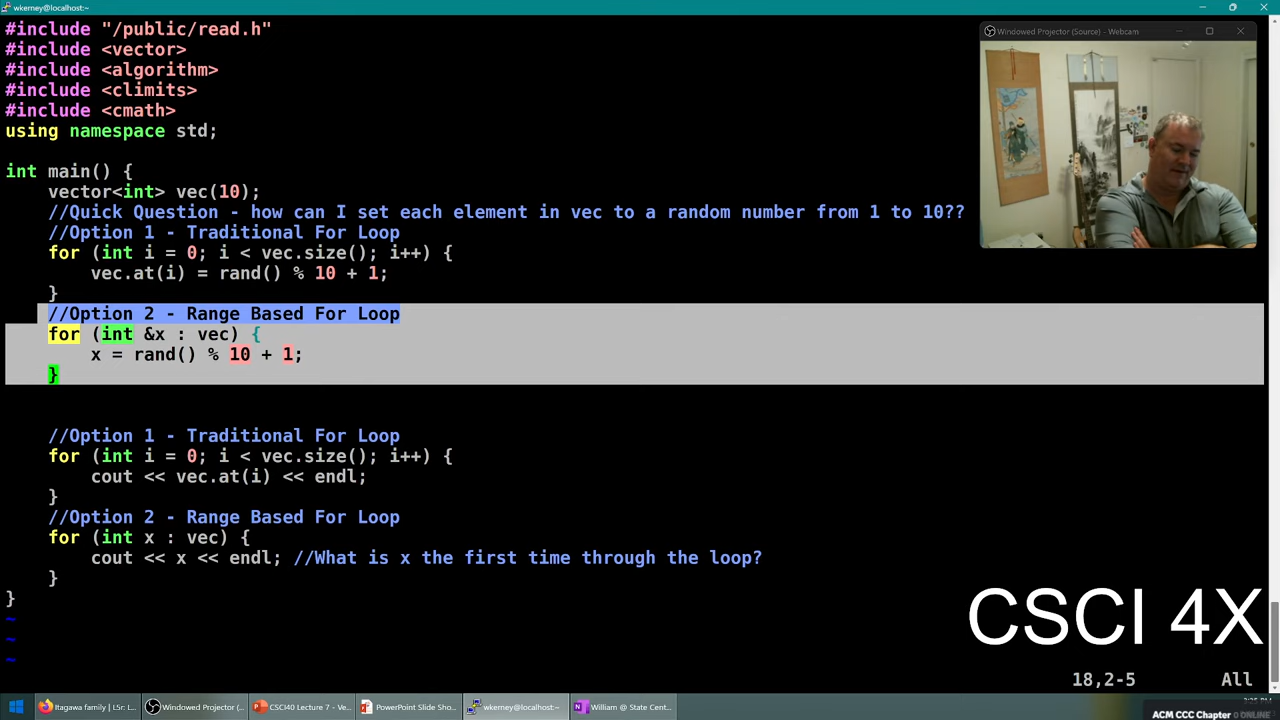 wkerney@localhost:~
#include "/public/read.h"
#include <vector>
#include <algorithm>
#include <climits>
#include <cmath>
using namespace std;
int main() {
    vector<int> vec(10);
    //Quick Question - how can I set each element in vec to a random number from 1 to 10??
    //Option 1 - Traditional For Loop
    for (int i = 0; i < vec.size(); i++) {
        vec.at(i) = rand() % 10 + 1;
    }
    //Option 2 - Range Based For Loop
    for (int &x : vec) {
        x = rand() % 10 + 1;
    }
    //Option 1 - Traditional For Loop
    for (int i = 0; i < vec.size(); i++) {
        cout << vec.at(i) << endl;
    }
    //Option 2 - Range Based For Loop
    for (int x : vec) {
        cout << x << endl; //What is x the first time through the loop?
    }
}
~
~
~
18,2-5 All
Windowed Projector (Source) - Webcam
CSCI 4X
Itagawa family | L5r: L...
Windowed Projector (...
CSCI40 Lecture 7 - Ve...
PowerPoint Slide Sho...
wkerney@localhost:~
William @ State Cent...
ACM CCC Chapter 0 ONLINE